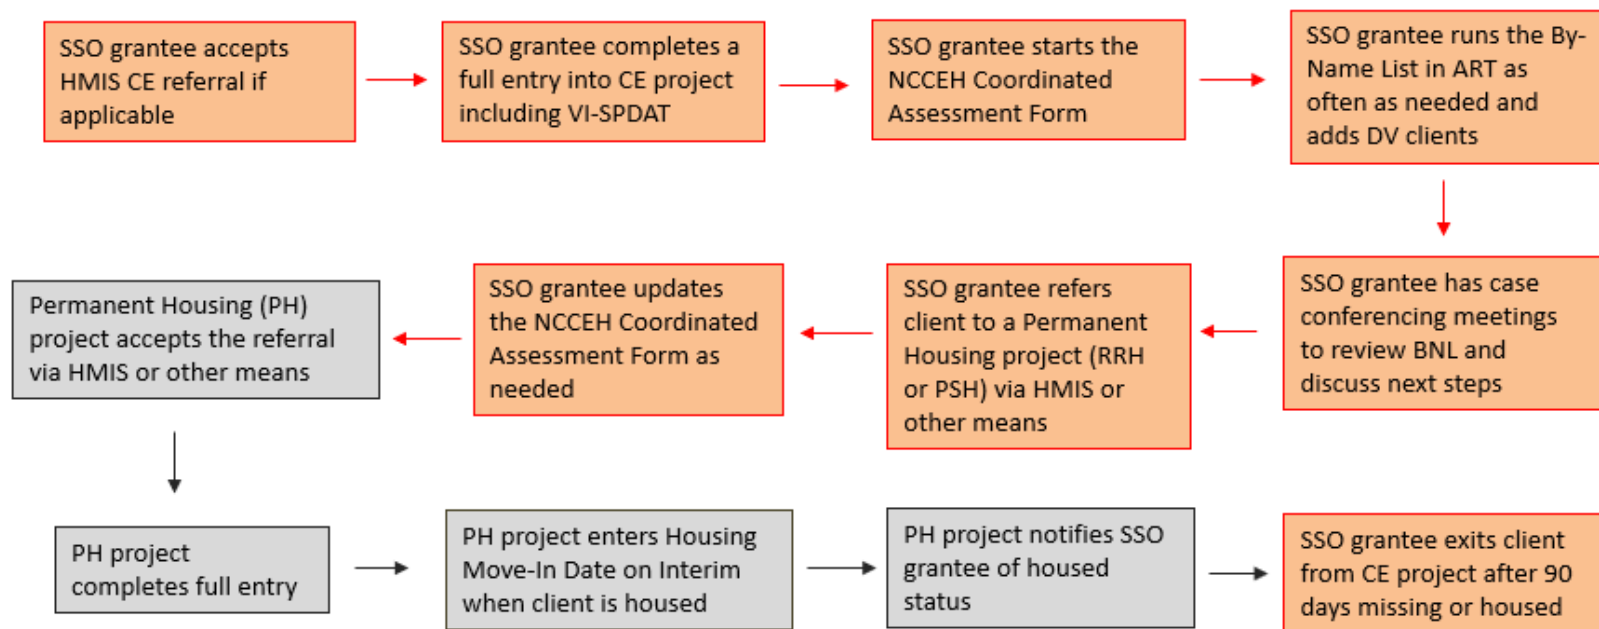 SSO grantee accepts
HMIS CE referral if
applicable
SSO grantee completes a
full entry into CE project
including VI-SPDAT
SSO grantee starts the
NCCEH Coordinated
Assessment Form
SSO grantee runs the By-
Name List in ART as
often as needed and
adds DV clients
SSO grantee has case
conferencing meetings
to review BNL and
discuss next steps
SSO grantee refers
client to a Permanent
Housing project (RRH
or PSH) via HMIS or
other means
SSO grantee updates
the NCCEH Coordinated
Assessment Form as
needed
Permanent Housing (PH)
project accepts the referral
via HMIS or other means
PH project
completes full entry
PH project enters Housing
Move-In Date on Interim
when client is housed
PH project notifies SSO
grantee of housed
status
SSO grantee exits client
from CE project after 90
days missing or housed